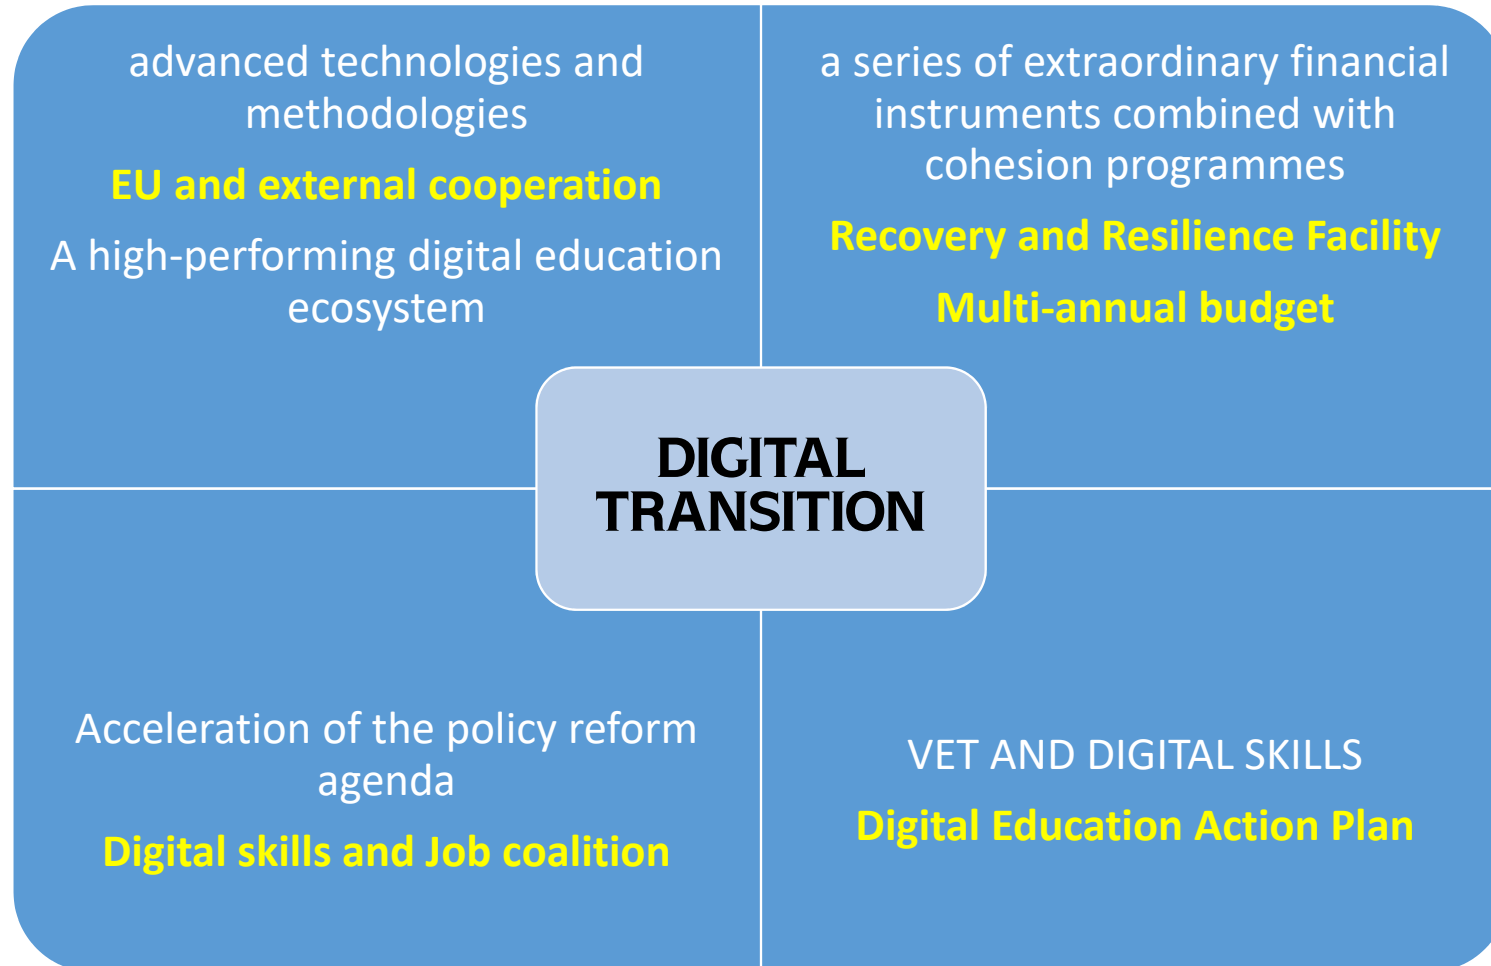 advanced technologies and
methodologies
EU and external cooperation
A high-performing digital education
ecosystem
a series of extraordinary financial
instruments combined with
cohesion programmes
Recovery and Resilience Facility
Multi-annual budget
DIGITAL
TRANSITION
Acceleration of the policy reform
agenda
Digital skills and Job coalition
VET AND DIGITAL SKILLS
Digital Education Action Plan